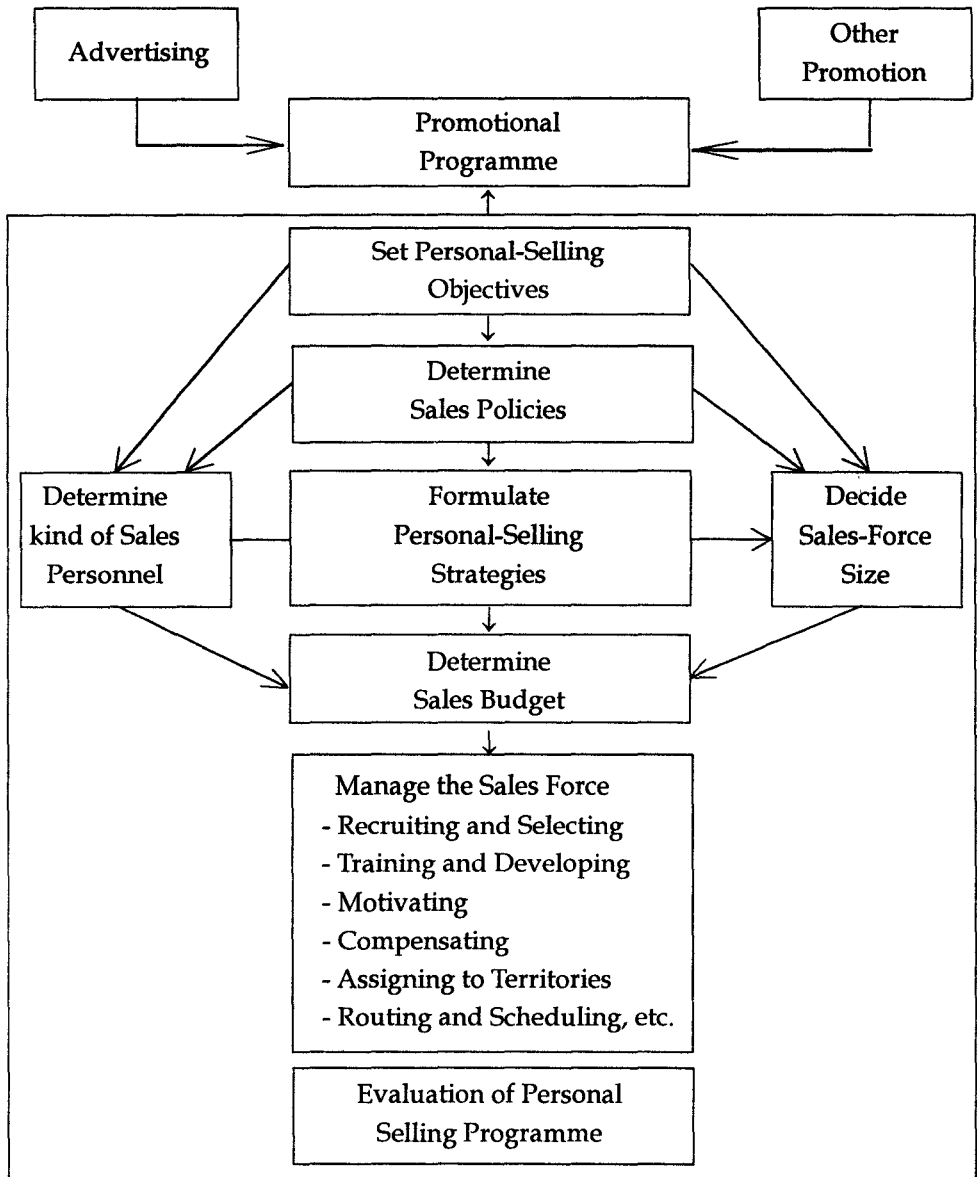 Advertising
Other
Promotion
Promotional
Programme
Set Personal-Selling
Objectives
Determine
Sales Policies
Determine
kind of Sales
Personnel
Formulate
Personal-Selling
Strategies
Decide
Sales-Force
Size
Determine
Sales Budget
Manage the Sales Force
- Recruiting and Selecting
- Training and Developing
- Motivating
- Compensating
- Assigning to Territories
- Routing and Scheduling, etc.
Evaluation of Personal
Selling Programme